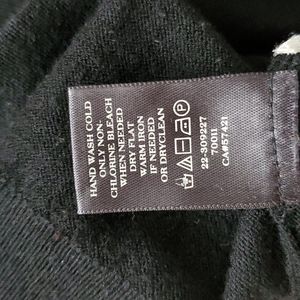 HAND WASH COLD
ONLY NON-
CHLORINE BLEACH
WHEN NEEDED
DRY FLAT
WARM IRON
IF NEEDED
OR DRYCLEAN
22-309227
70011
CA#57421